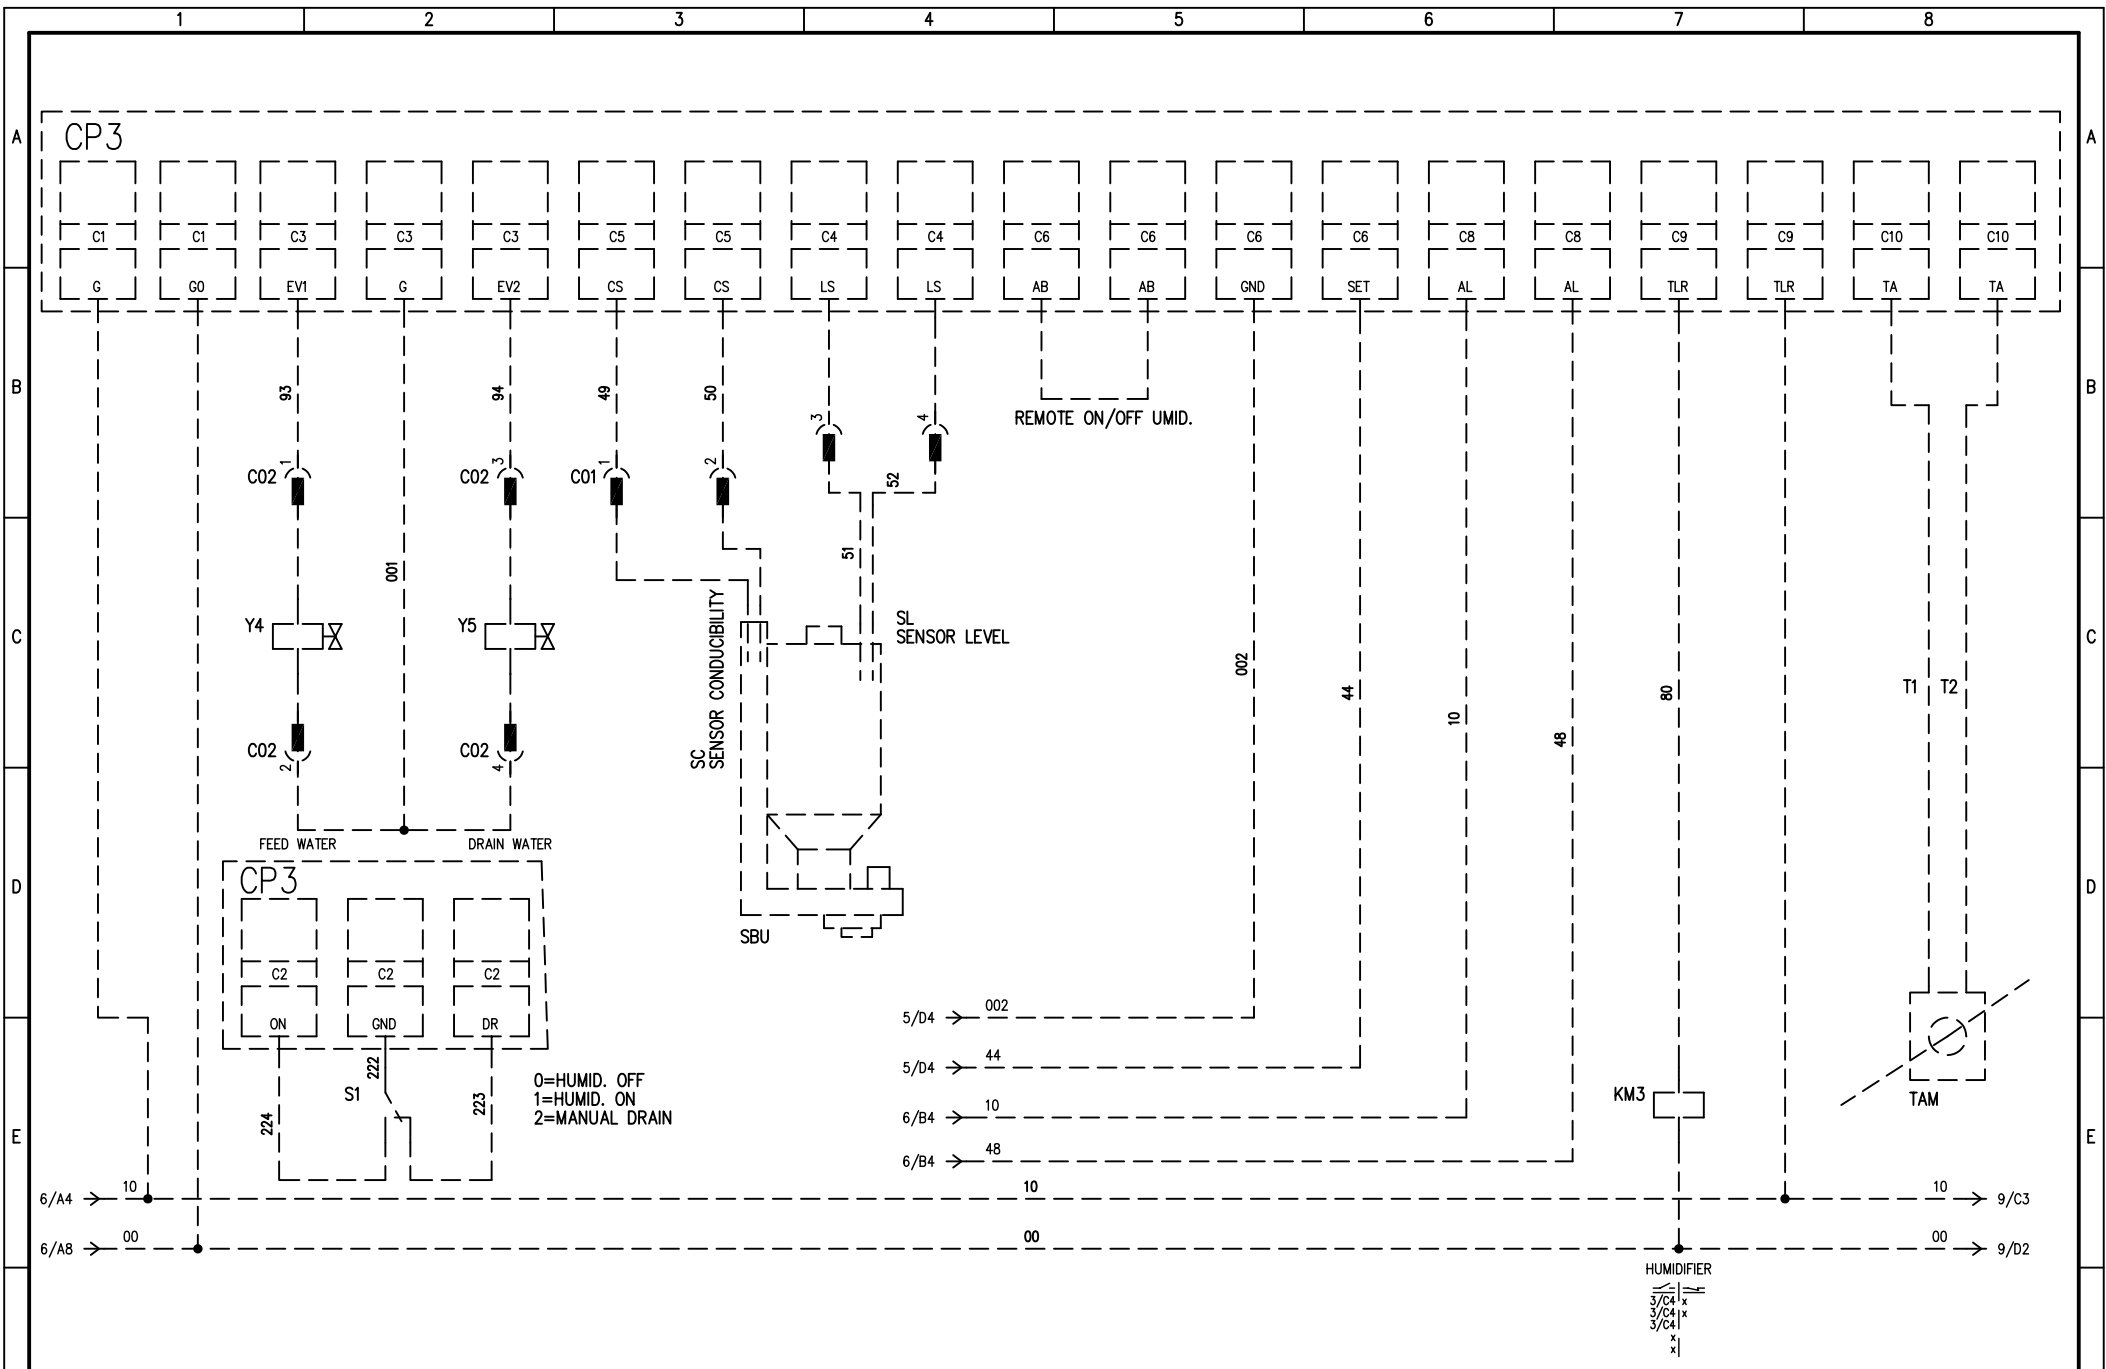 1 2 3 4 5 6 7 8
A A
CP3
C1 C1 C3 C3 C3 C5 C5 C4 C4 C6 C6 C6 C6 C8 C8 C9 C9 C10 C10
G G0 EV1 G EV2 CS CS LS LS AB AB GND SET AL AL TLR TLR TA TA
B B
93 94 49 50
3 4
REMOTE ON/OFF UMID.
1 3 1 2
C02 C02 C01
52
51
001
C C
Y4 Y5
SC
SENSOR CONDUCIBILITY
SL
SENSOR LEVEL
002
44
10
48
80
T1 T2
C02 C02
2 4
FEED WATER DRAIN WATER
D D
CP3
C2 C2 C2
ON GND DR
SBU
5/D4 002
5/D4 44
6/B4 10
6/B4 48
222
S1
224
223
0=HUMID. OFF
1=HUMID. ON
2=MANUAL DRAIN
KM3
TAM
E E
6/A4 10 10 10 9/C3
6/A8 00 00 00 9/D2
HUMIDIFIER
3/C4 x
3/C4 x
3/C4
x
x